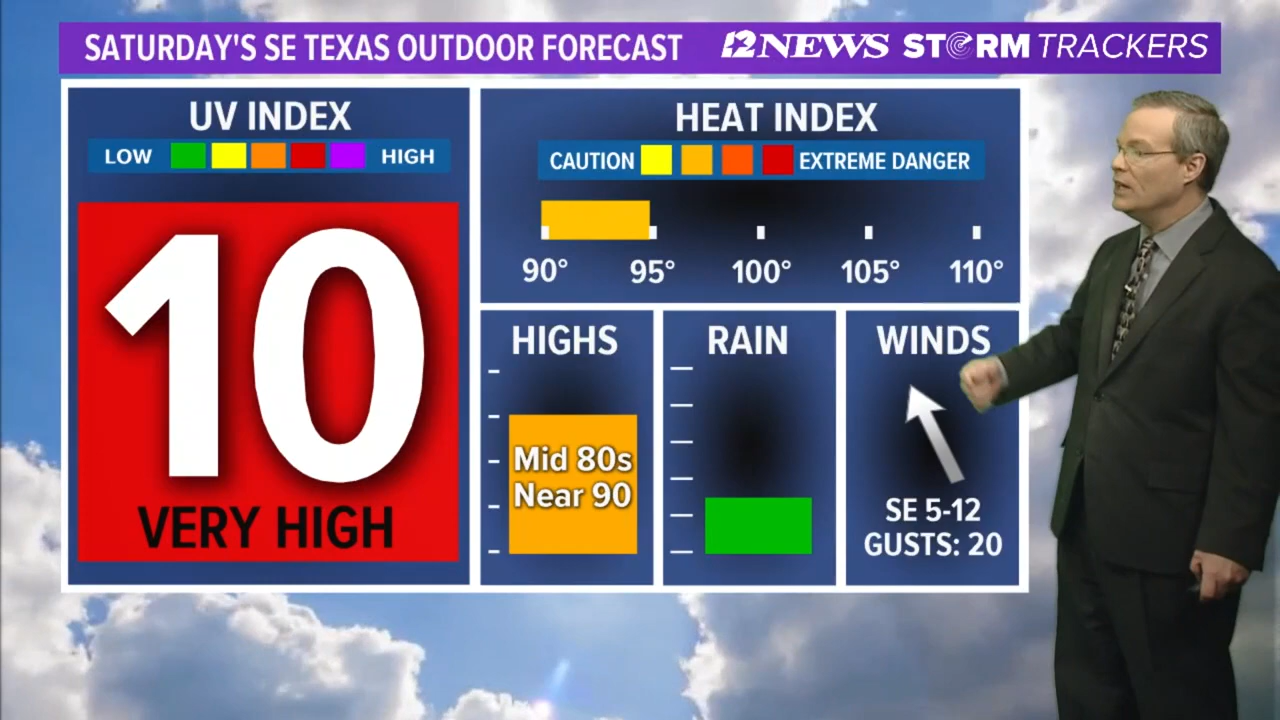 SATURDAY'S SE TEXAS OUTDOOR FORECAST 12NEWS STORM TRACKERS
UV INDEX
LOW HIGH
10
VERY HIGH
HEAT INDEX
CAUTION EXTREME DANGER
90° 95° 100° 105° 110°
HIGHS
Mid 80s
Near 90
RAIN
WINDS
SE 5-12
GUSTS: 20